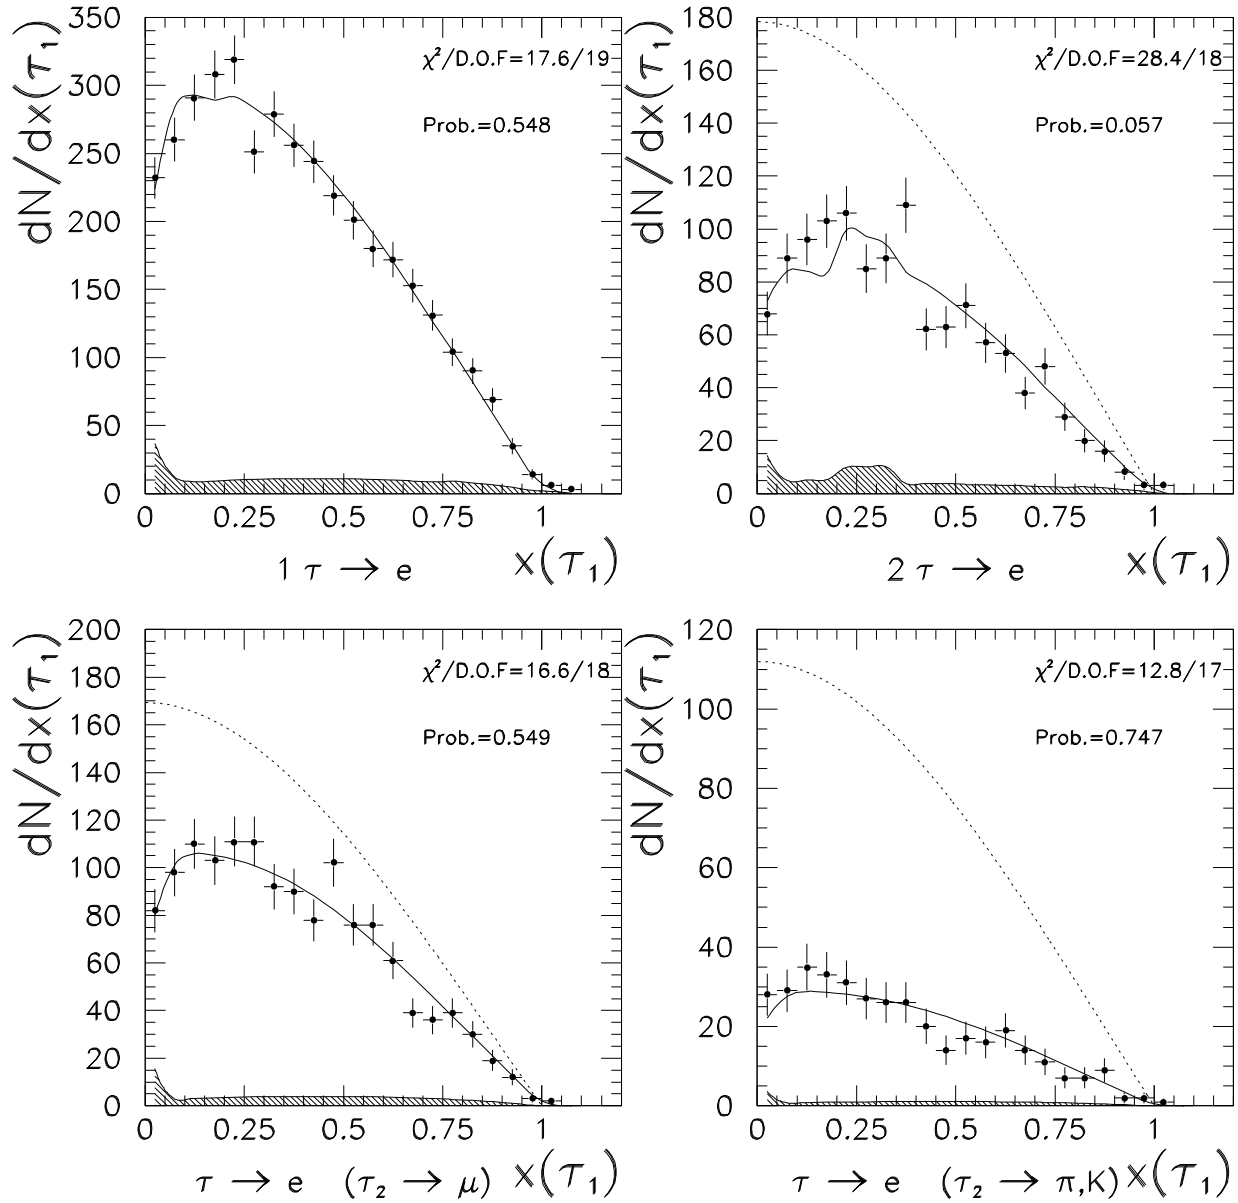 dN/dx(τ₁)
350
300
250
200
150
100
50
0
χ²/D.O.F=17.6/19
Prob.=0.548
0 0.25 0.5 0.75 1
1 τ → e x(τ₁)
dN/dx(τ₁)
180
160
140
120
100
80
60
40
20
0
χ²/D.O.F=28.4/18
Prob.=0.057
0 0.25 0.5 0.75 1
2 τ → e x(τ₁)
dN/dx(τ₁)
200
180
160
140
120
100
80
60
40
20
0
χ²/D.O.F=16.6/18
Prob.=0.549
0 0.25 0.5 0.75 1
τ → e (τ₂ → μ) x(τ₁)
dN/dx(τ₁)
120
100
80
60
40
20
0
χ²/D.O.F=12.8/17
Prob.=0.747
0 0.25 0.5 0.75 1
τ → e (τ₂ → π,K) x(τ₁)